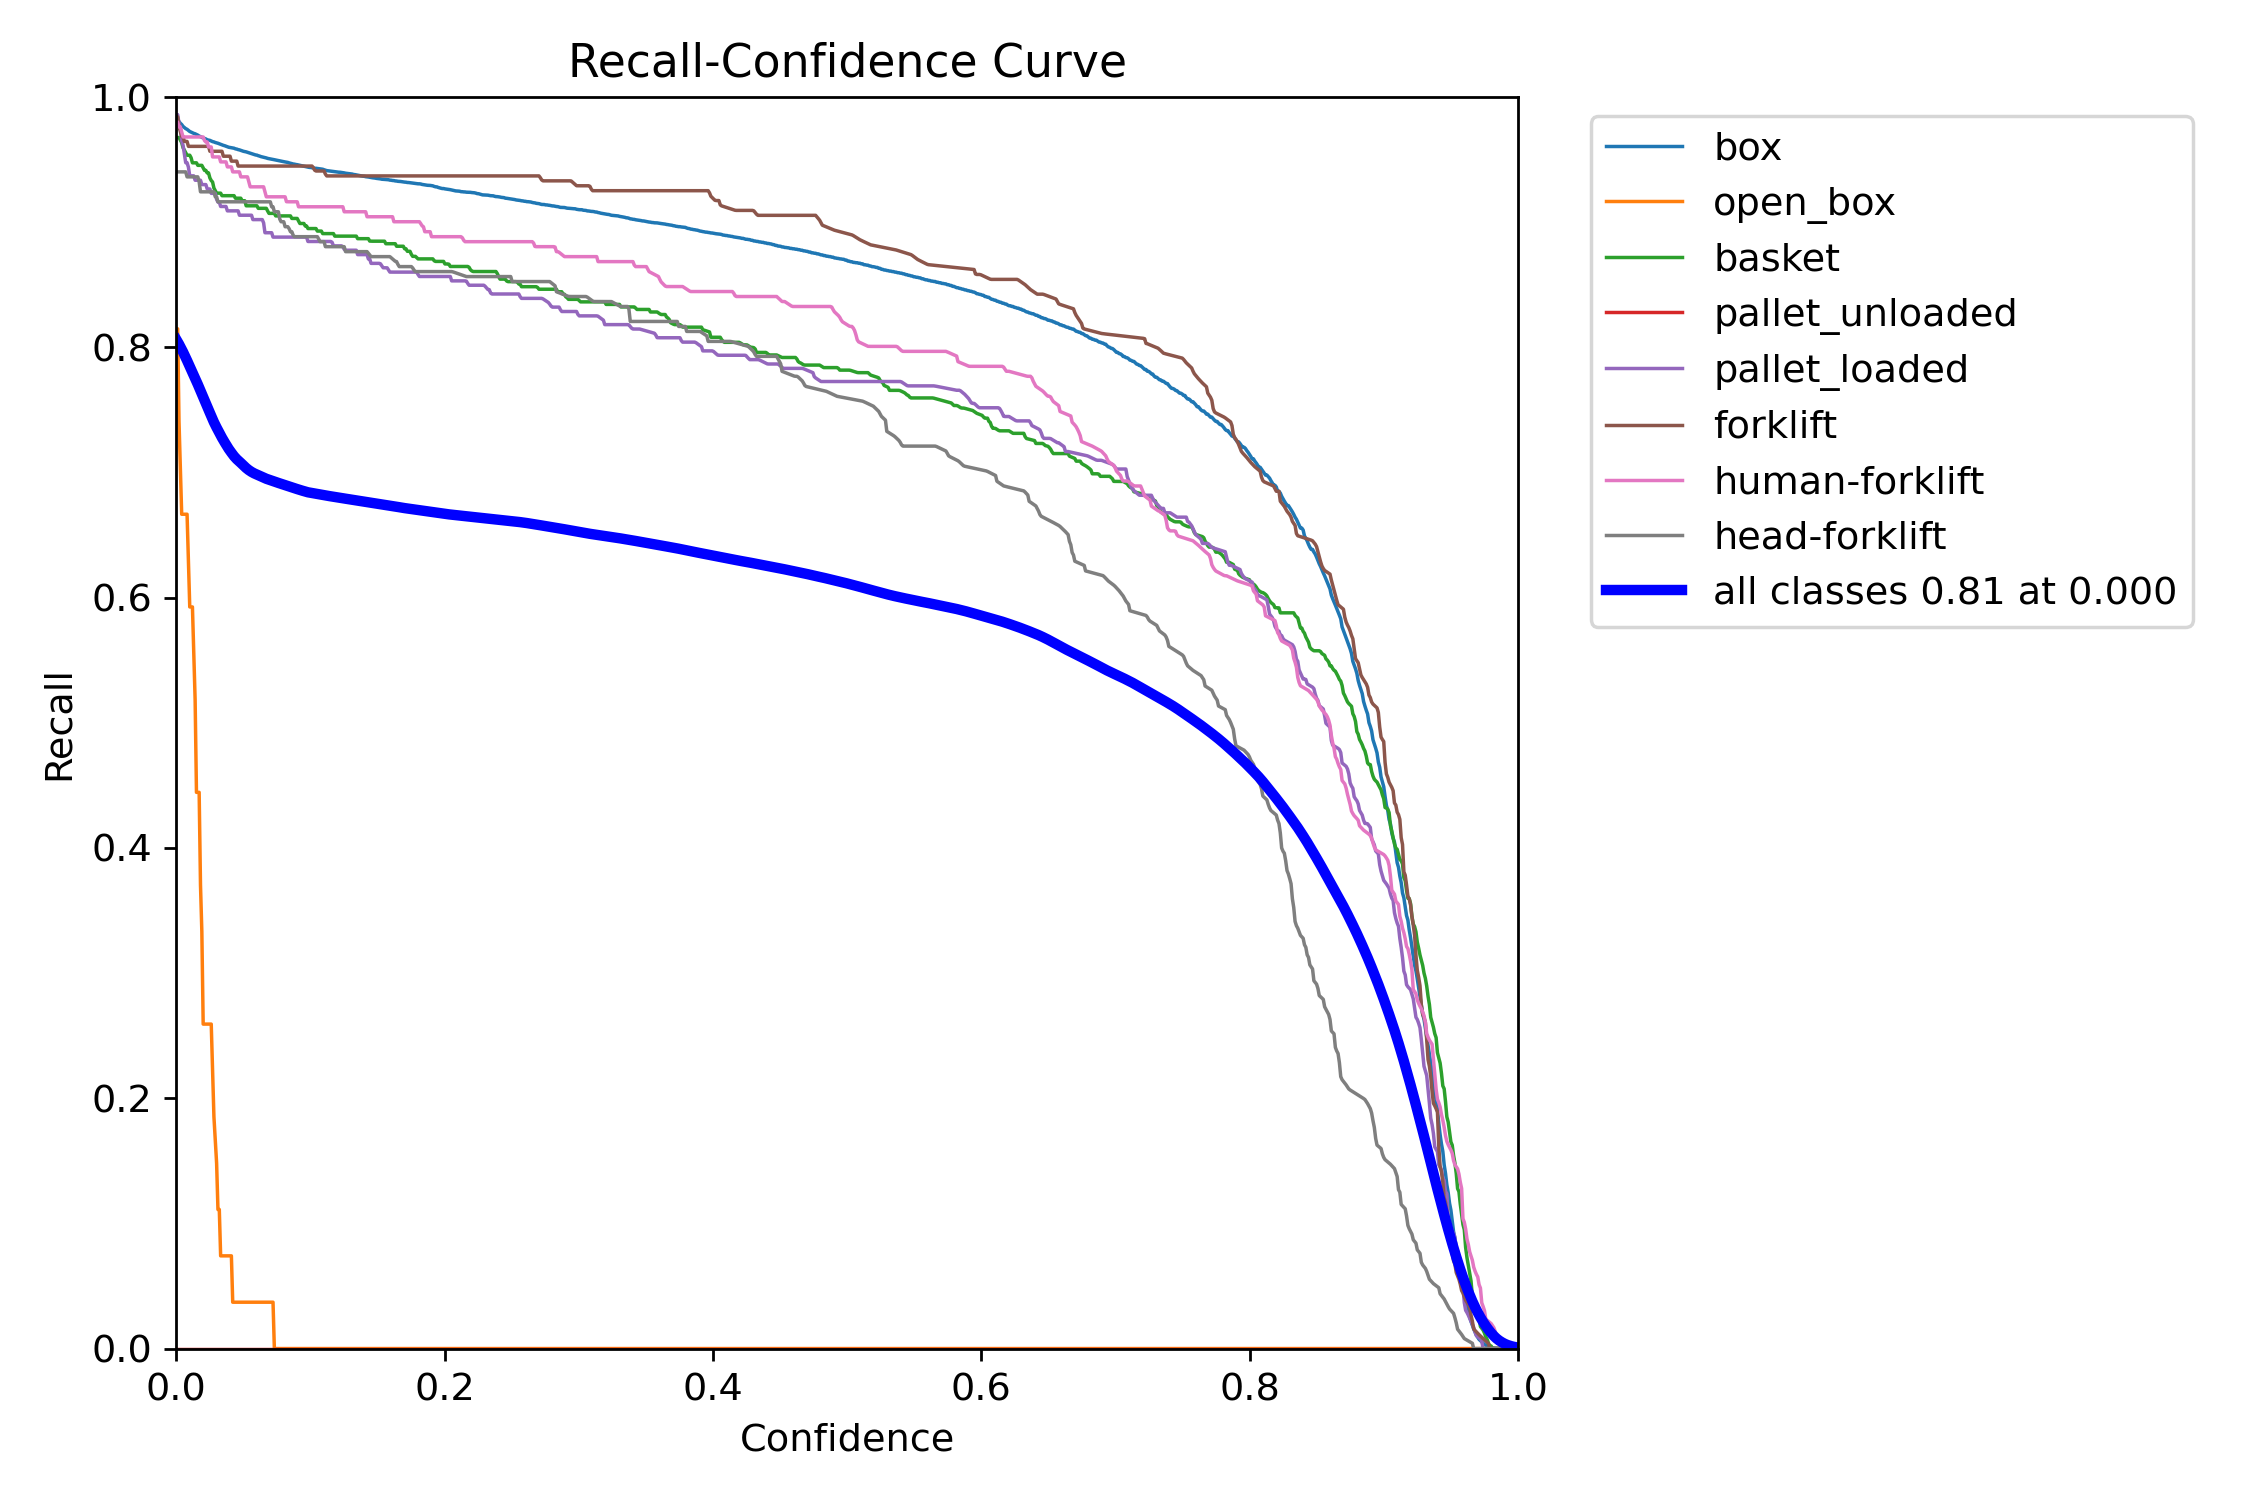 Recall-Confidence Curve
1.0
0.8
0.6
0.4
0.2
0.0
Recall
0.0 0.2 0.4 0.6 0.8 1.0
Confidence
box
open_box
basket
pallet_unloaded
pallet_loaded
forklift
human-forklift
head-forklift
all classes 0.81 at 0.000